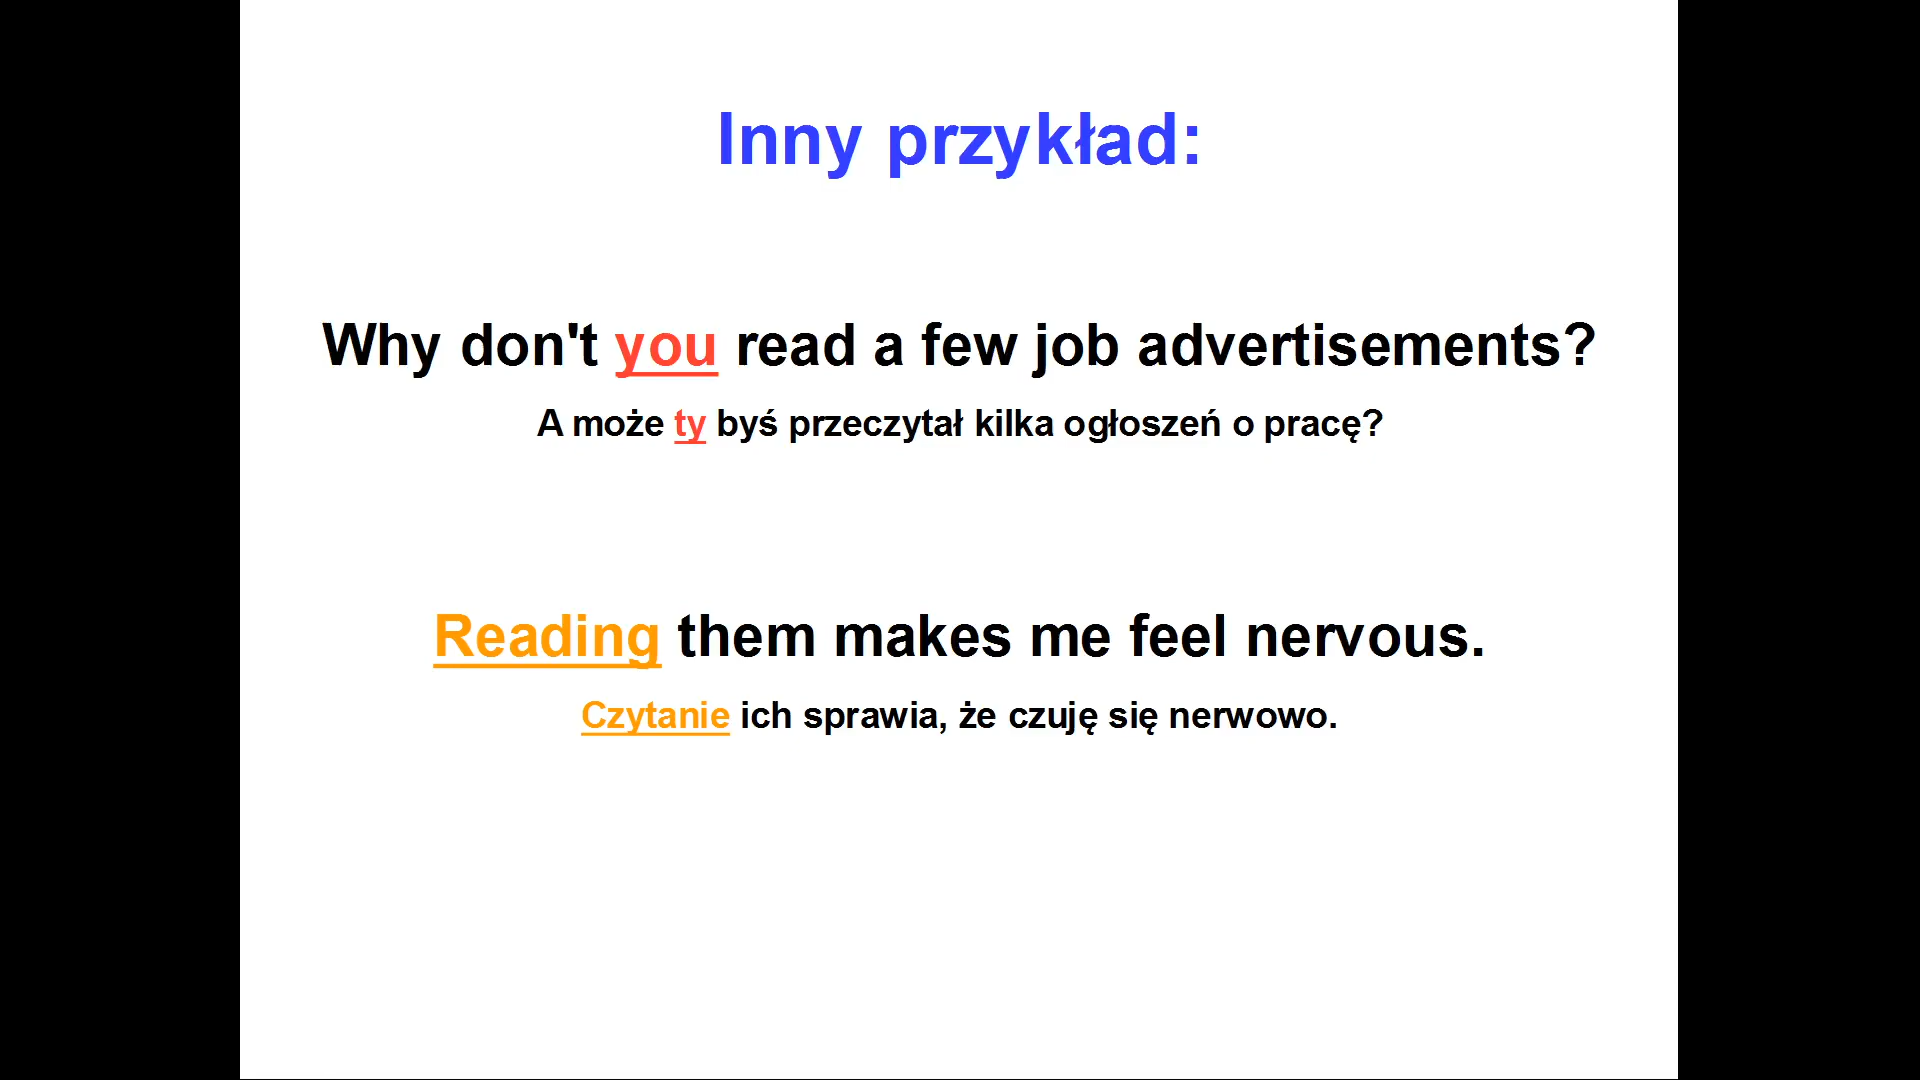 Inny przykład:
Why don't you read a few job advertisements?
A może ty byś przeczytał kilka ogłoszeń o pracę?
Reading them makes me feel nervous.
Czytanie ich sprawia, że czuję się nerwowo.